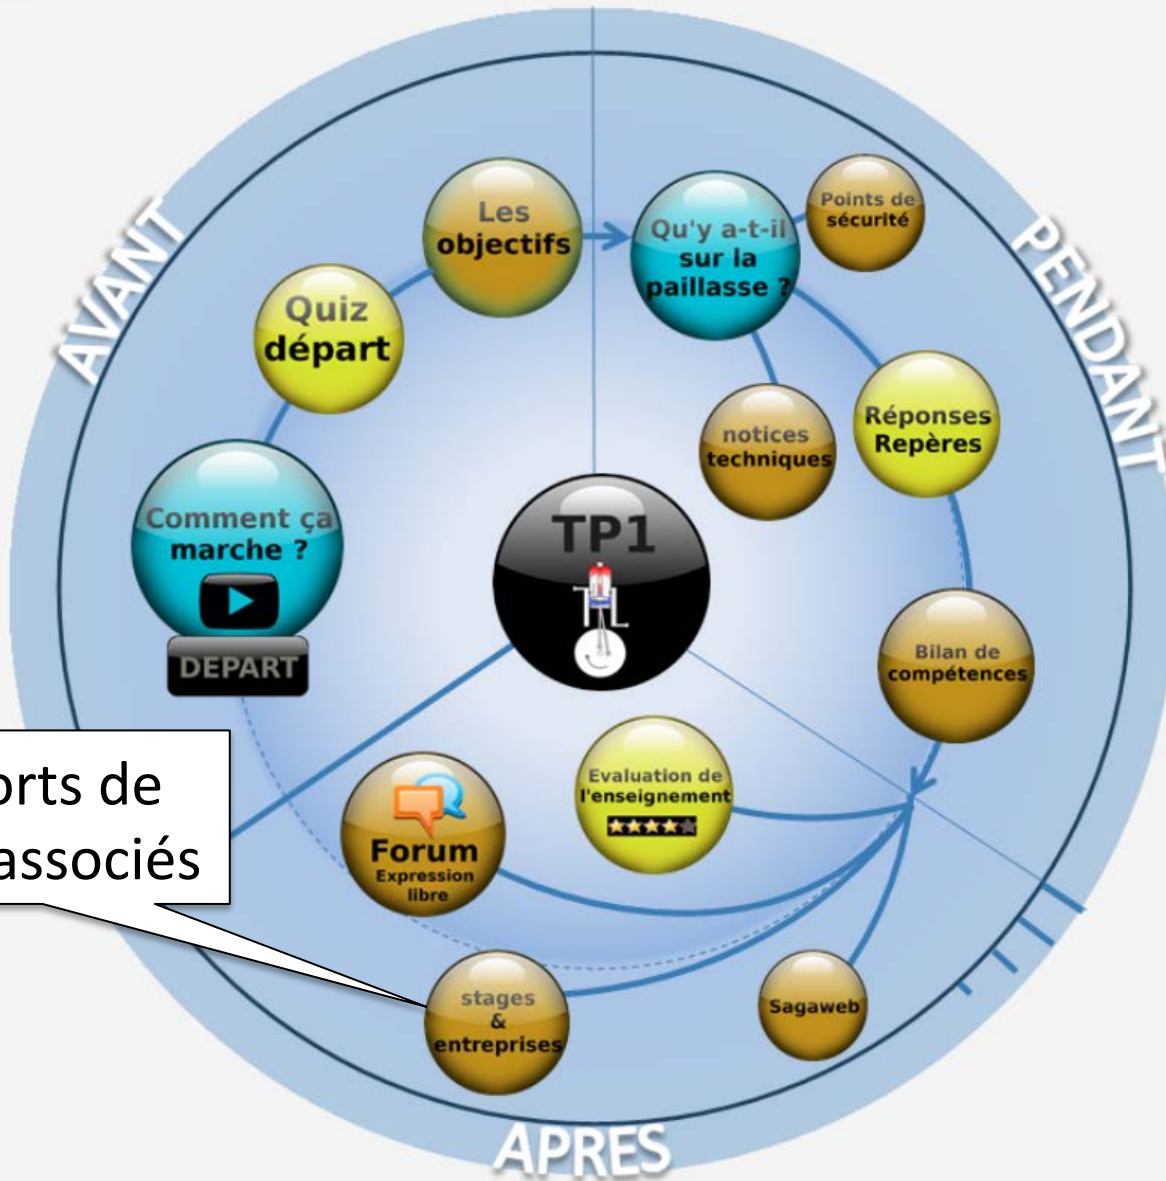 AVANT
PENDANT
APRES
Les
objectifs
Quiz
départ
Comment ça
marche ?
DEPART
Qu'y a-t-il
sur la
paillasse ?
Points de
sécurité
notices
techniques
Réponses
Repères
Bilan de
compétences
TP1
Evaluation de
l'enseignement
Forum
Expression
libre
stages
&
entreprises
Sagaweb
de
associés